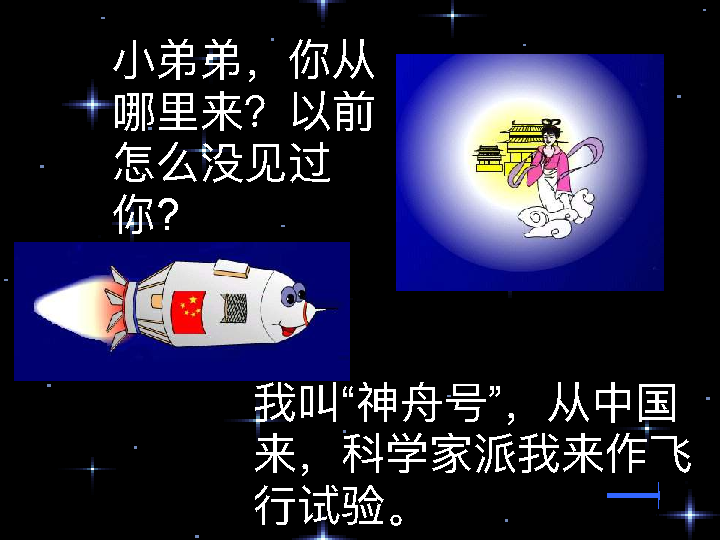 小弟弟，你从
哪里来？以前
怎么没见过
你？
我叫“神舟号”，从中国
来，科学家派我来作飞
行试验。